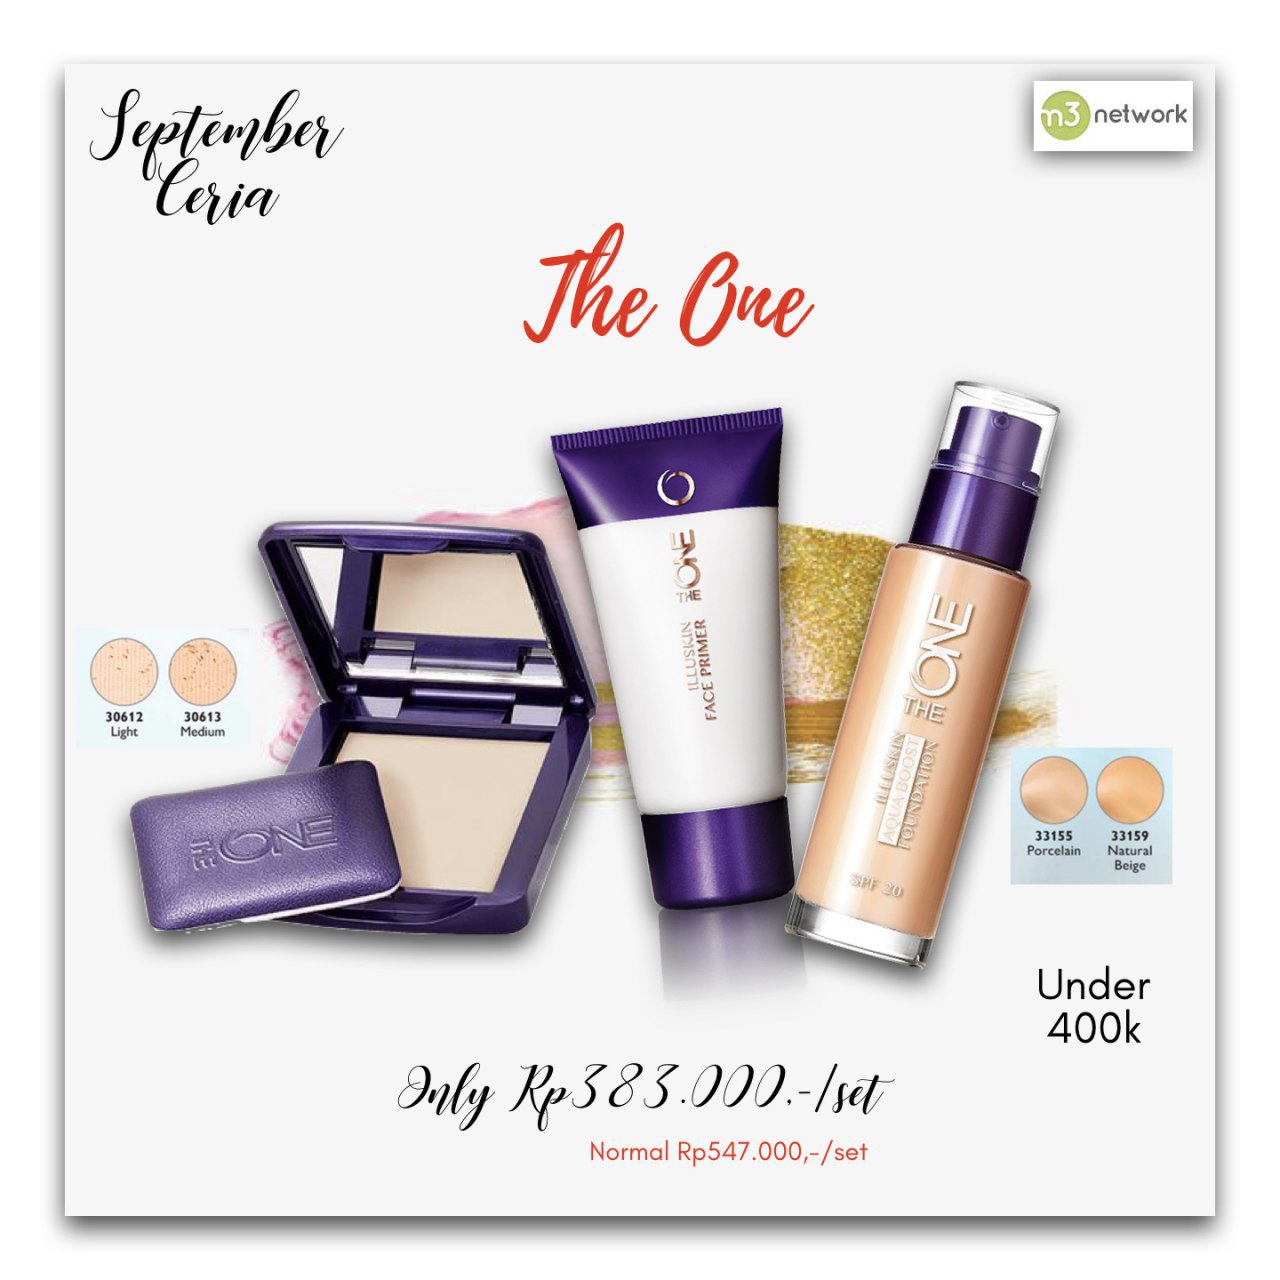 September
Ceria
m3 network
The One
THE ONE
ILLUSKIN
FACE PRIMER
THE ONE
ILLUSKIN
AQUA BOOST
FOUNDATION
SPF 20
THE ONE
30612
Light
30613
Medium
33155
Porcelain
33159
Natural
Beige
Under
400k
Only Rp383.000,-/set
Normal Rp547.000,-/set